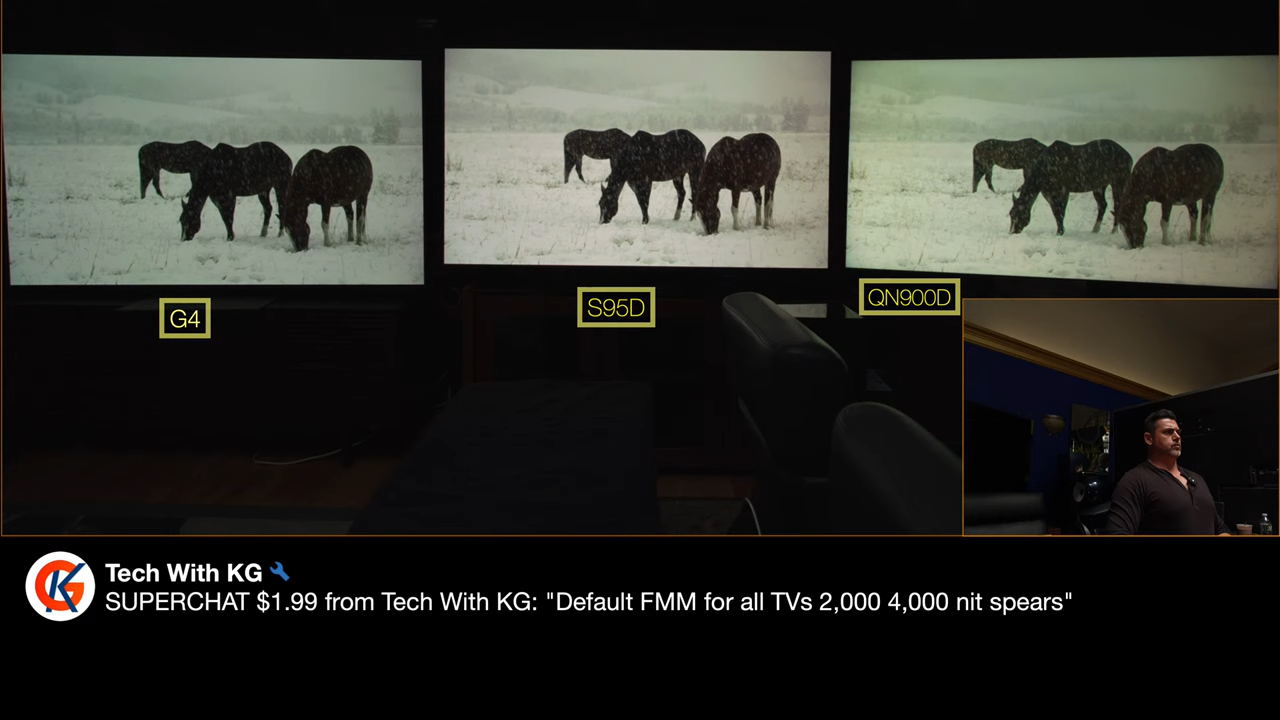 G4
S95D
QN900D
Tech With KG
SUPERCHAT $1.99 from Tech With KG: "Default FMM for all TVs 2,000 4,000 nit spears"
KG